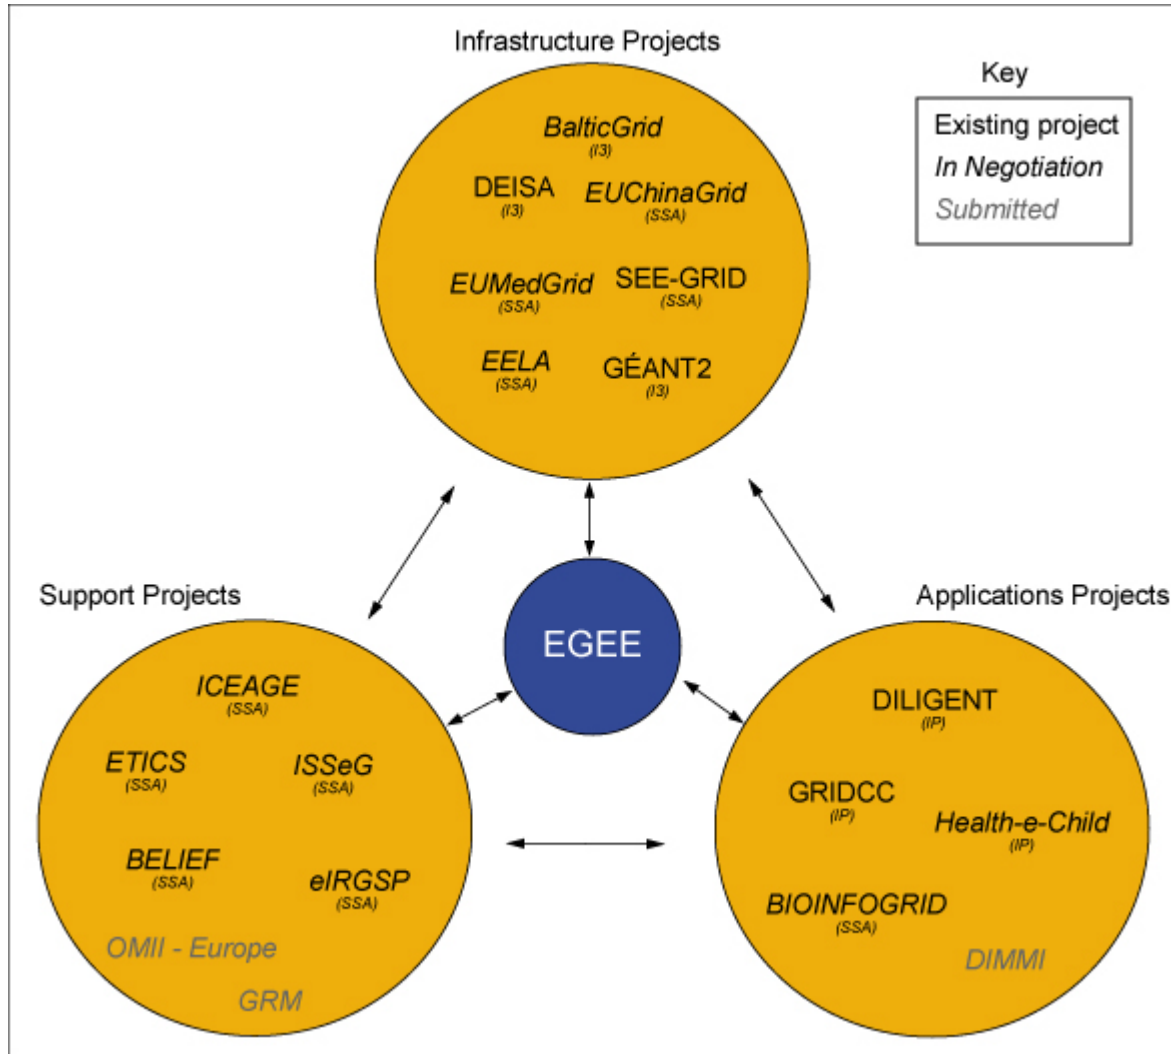 Infrastructure Projects
Key
Existing project
In Negotiation
Submitted
BalticGrid
(I3)
DEISA
(I3)
EUChinaGrid
(SSA)
EUMedGrid
(SSA)
SEE-GRID
(SSA)
EELA
(SSA)
GÉANT2
(I3)
Support Projects
EGEE
Applications Projects
ICEAGE
(SSA)
ETICS
(SSA)
ISSeG
(SSA)
BELIEF
(SSA)
eIRGSP
(SSA)
OMII - Europe
GRM
DILIGENT
(IP)
GRIDCC
(IP)
Health-e-Child
(IP)
BIOINFOGRID
(SSA)
DIMMI